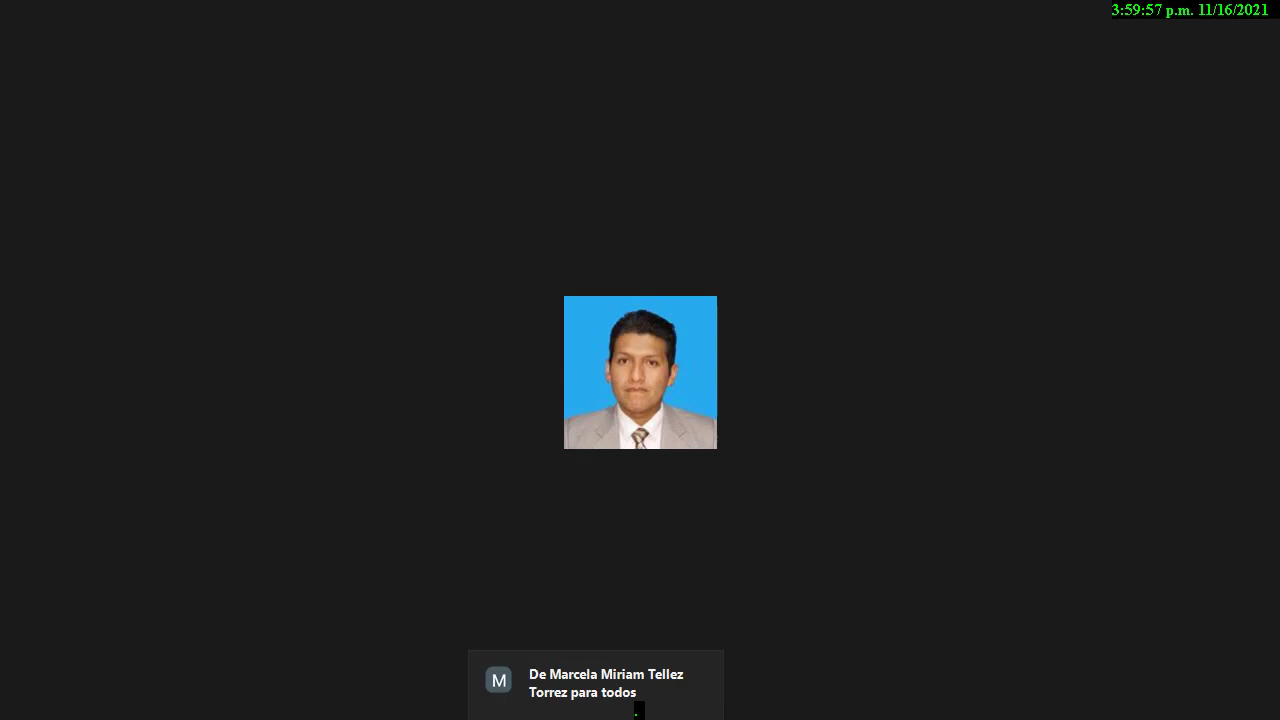 3:59:57 p.m. 11/16/2021
M
De Marcela Miriam Tellez
Torrez para todos
.